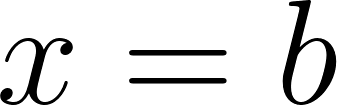 x = b